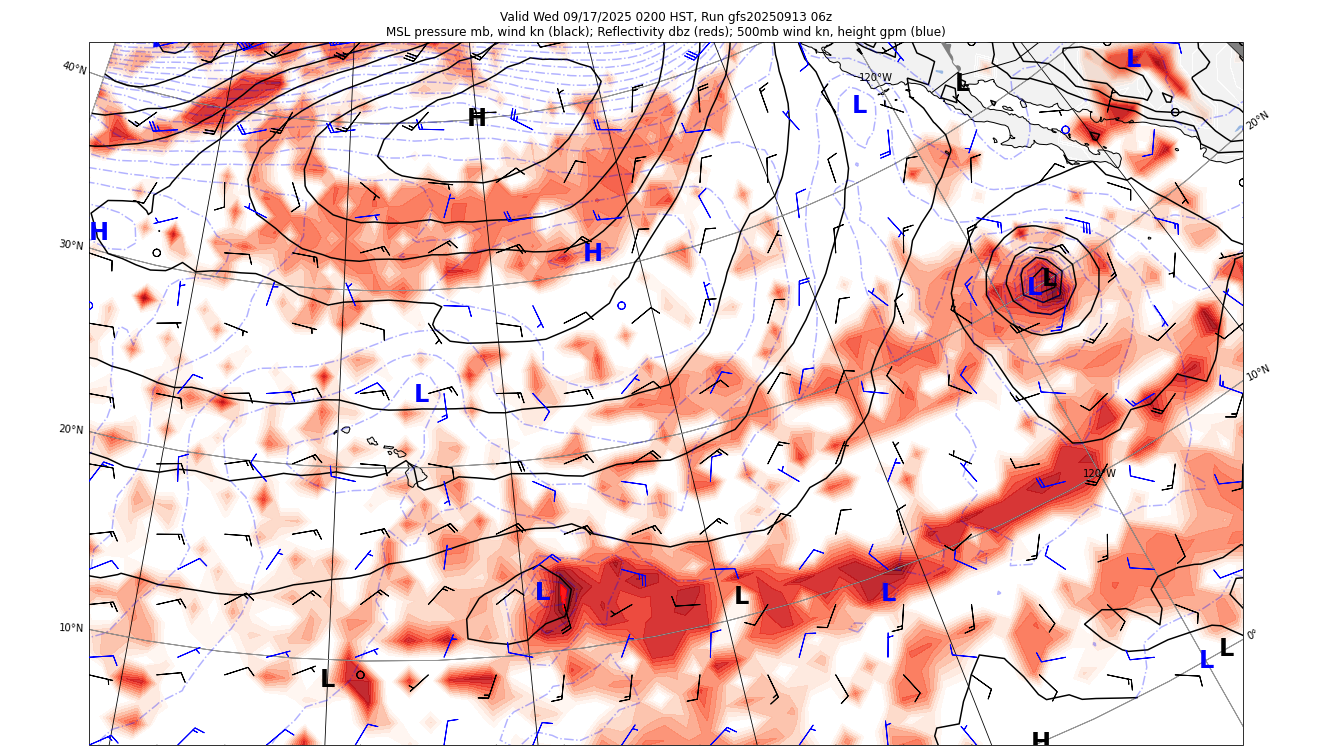 Valid Wed 09/17/2025 0200 HST, Run gfs20250913 06z
MSL pressure mb, wind kn (black); Reflectivity dbz (reds); 500mb wind kn, height gpm (blue)
40°N
120°W
L
L
L
H
20°N
H
30°N
H
L
L
10°N
L
20°N
120°W
L
L
L
10°N
0°
L
L
L
H